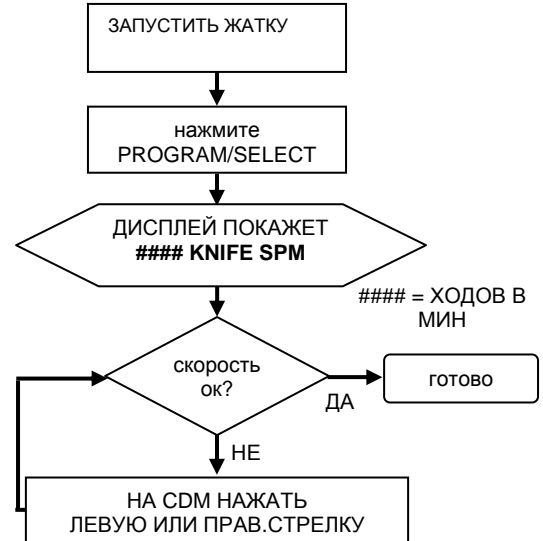 ЗАПУСТИТЬ ЖАТКУ
нажмите
PROGRAM/SELECT
ДИСПЛЕЙ ПОКАЖЕТ
#### KNIFE SPM
#### = ХОДОВ В
МИН
скорость
ок?
готово
ДА
НЕ
НА CDM НАЖАТЬ
ЛЕВУЮ ИЛИ ПРАВ.СТРЕЛКУ